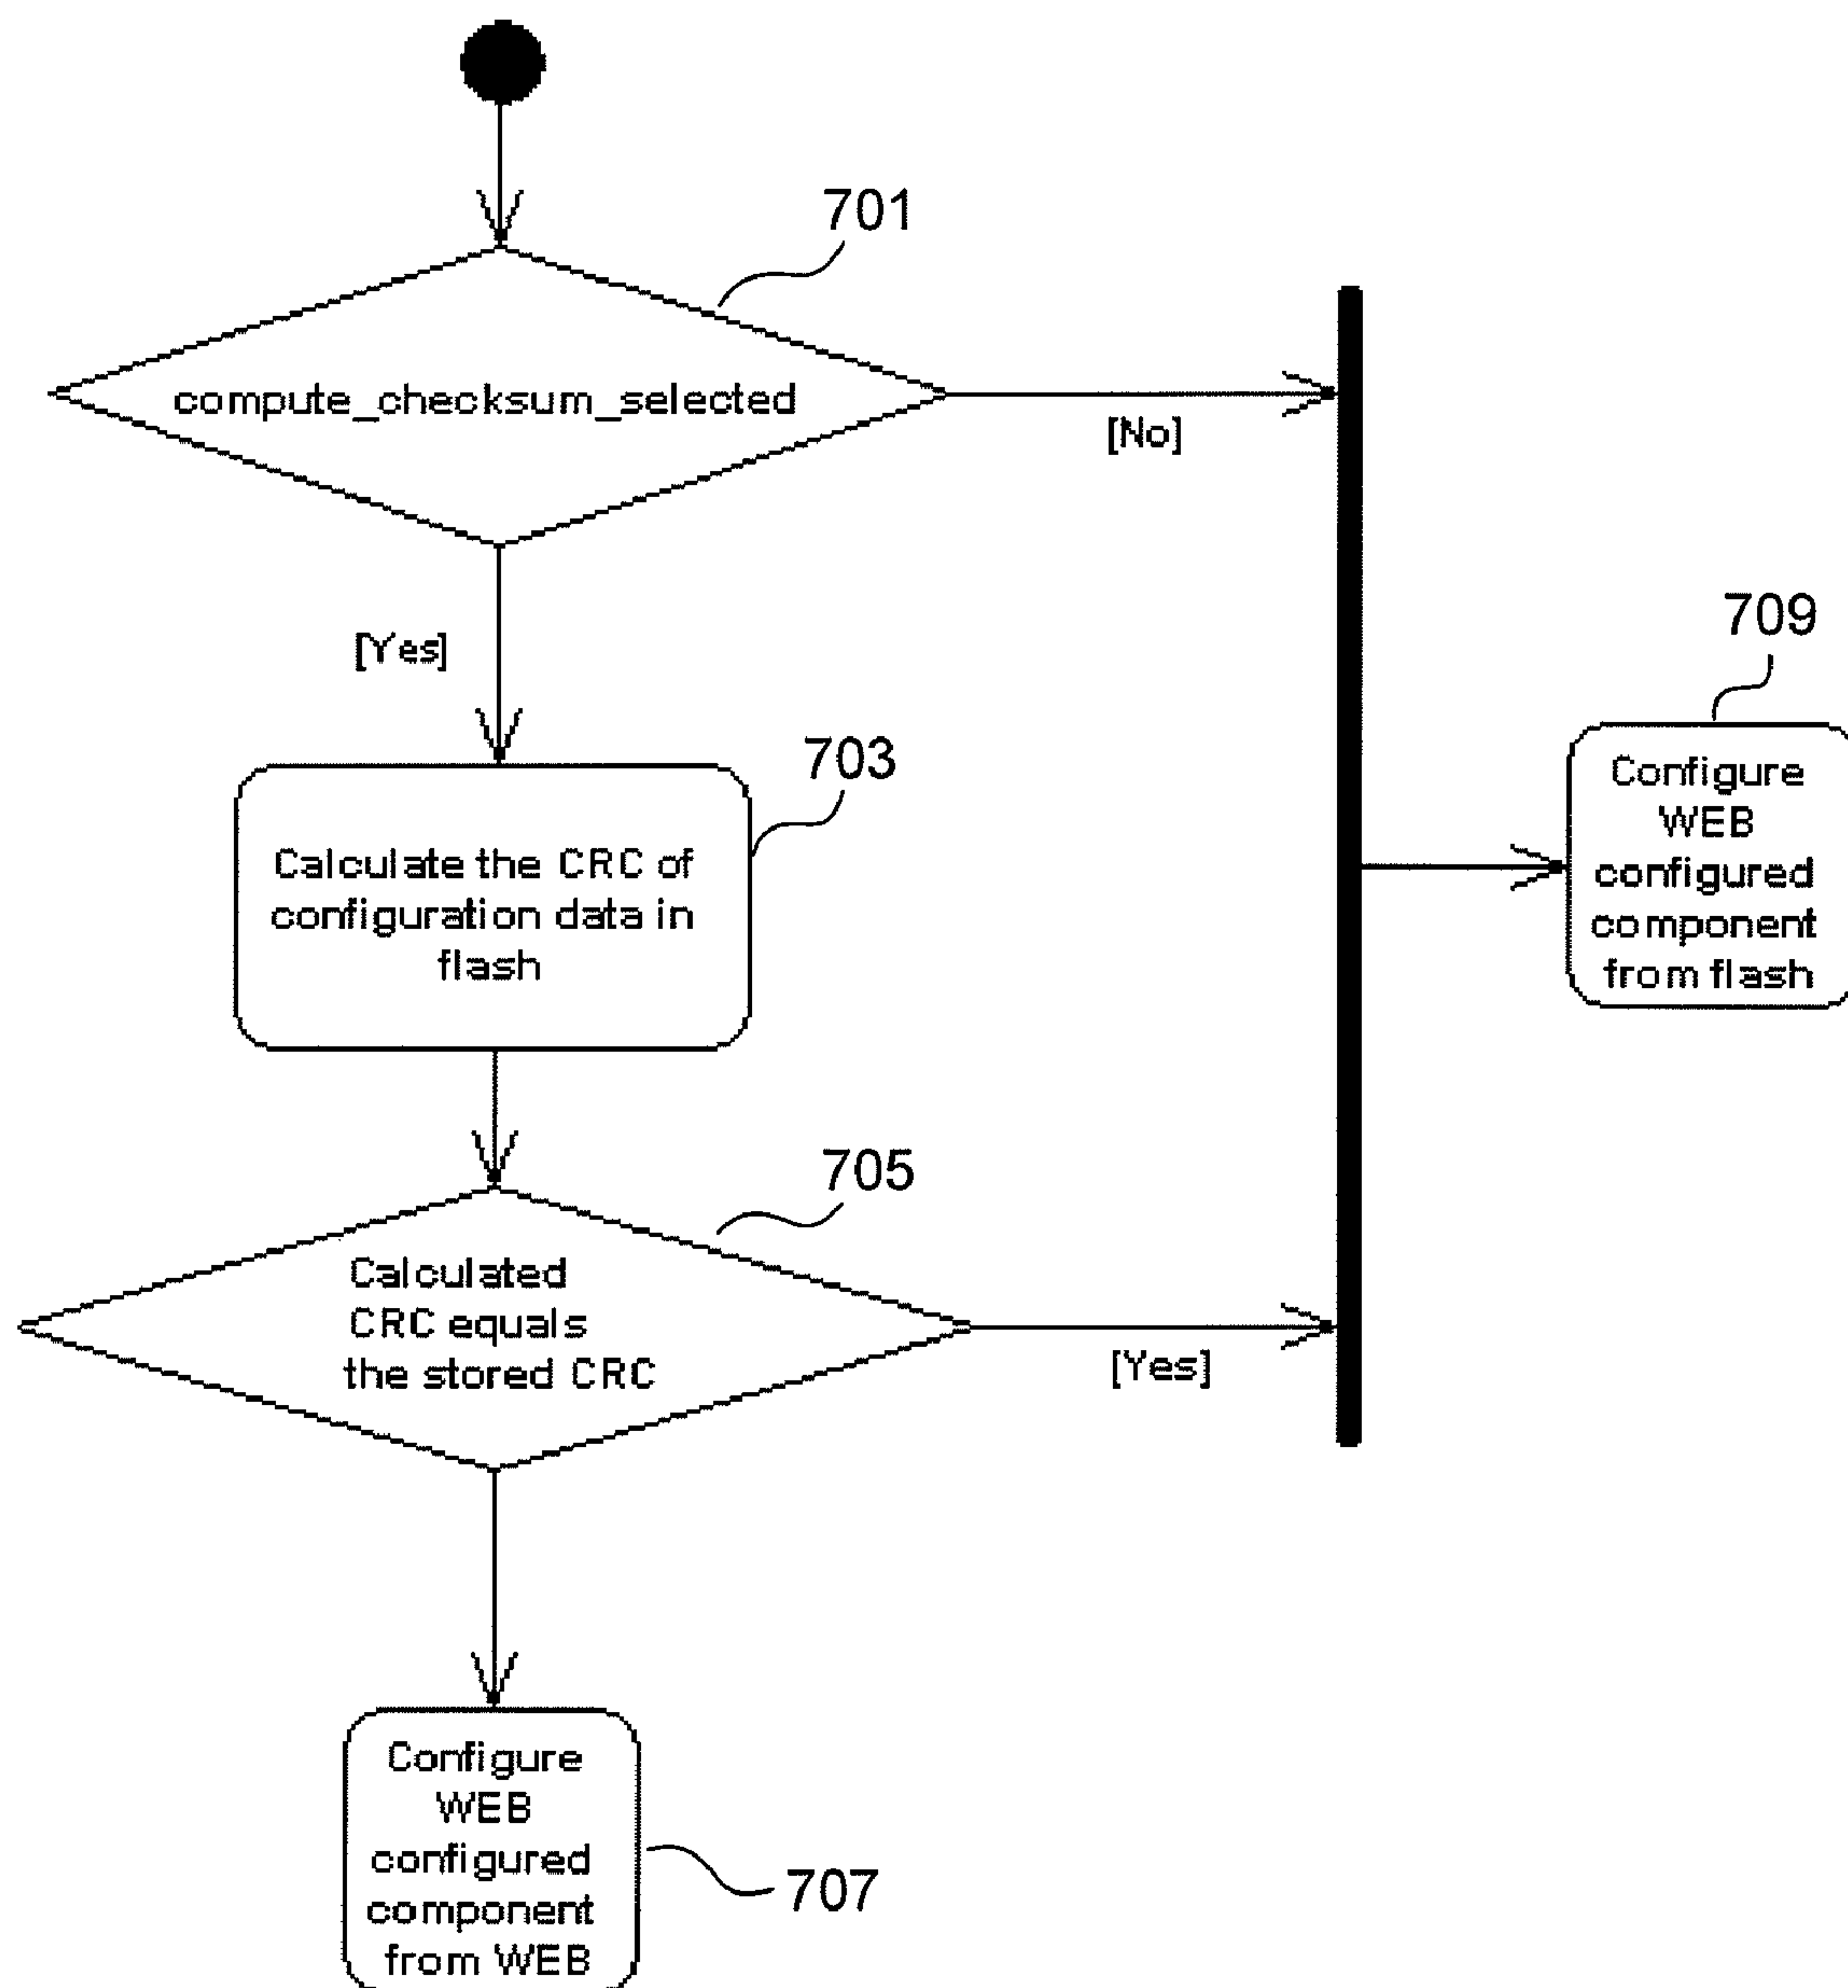 701
compute_checksum_selected
[No]
[Yes]
709
Configure
WEB
configured
component
from flash
703
Calculate the CRC of
configuration data in
flash
705
Calculated
CRC equals
the stored CRC
[Yes]
Configure
WEB
configured
component
from WEB
707